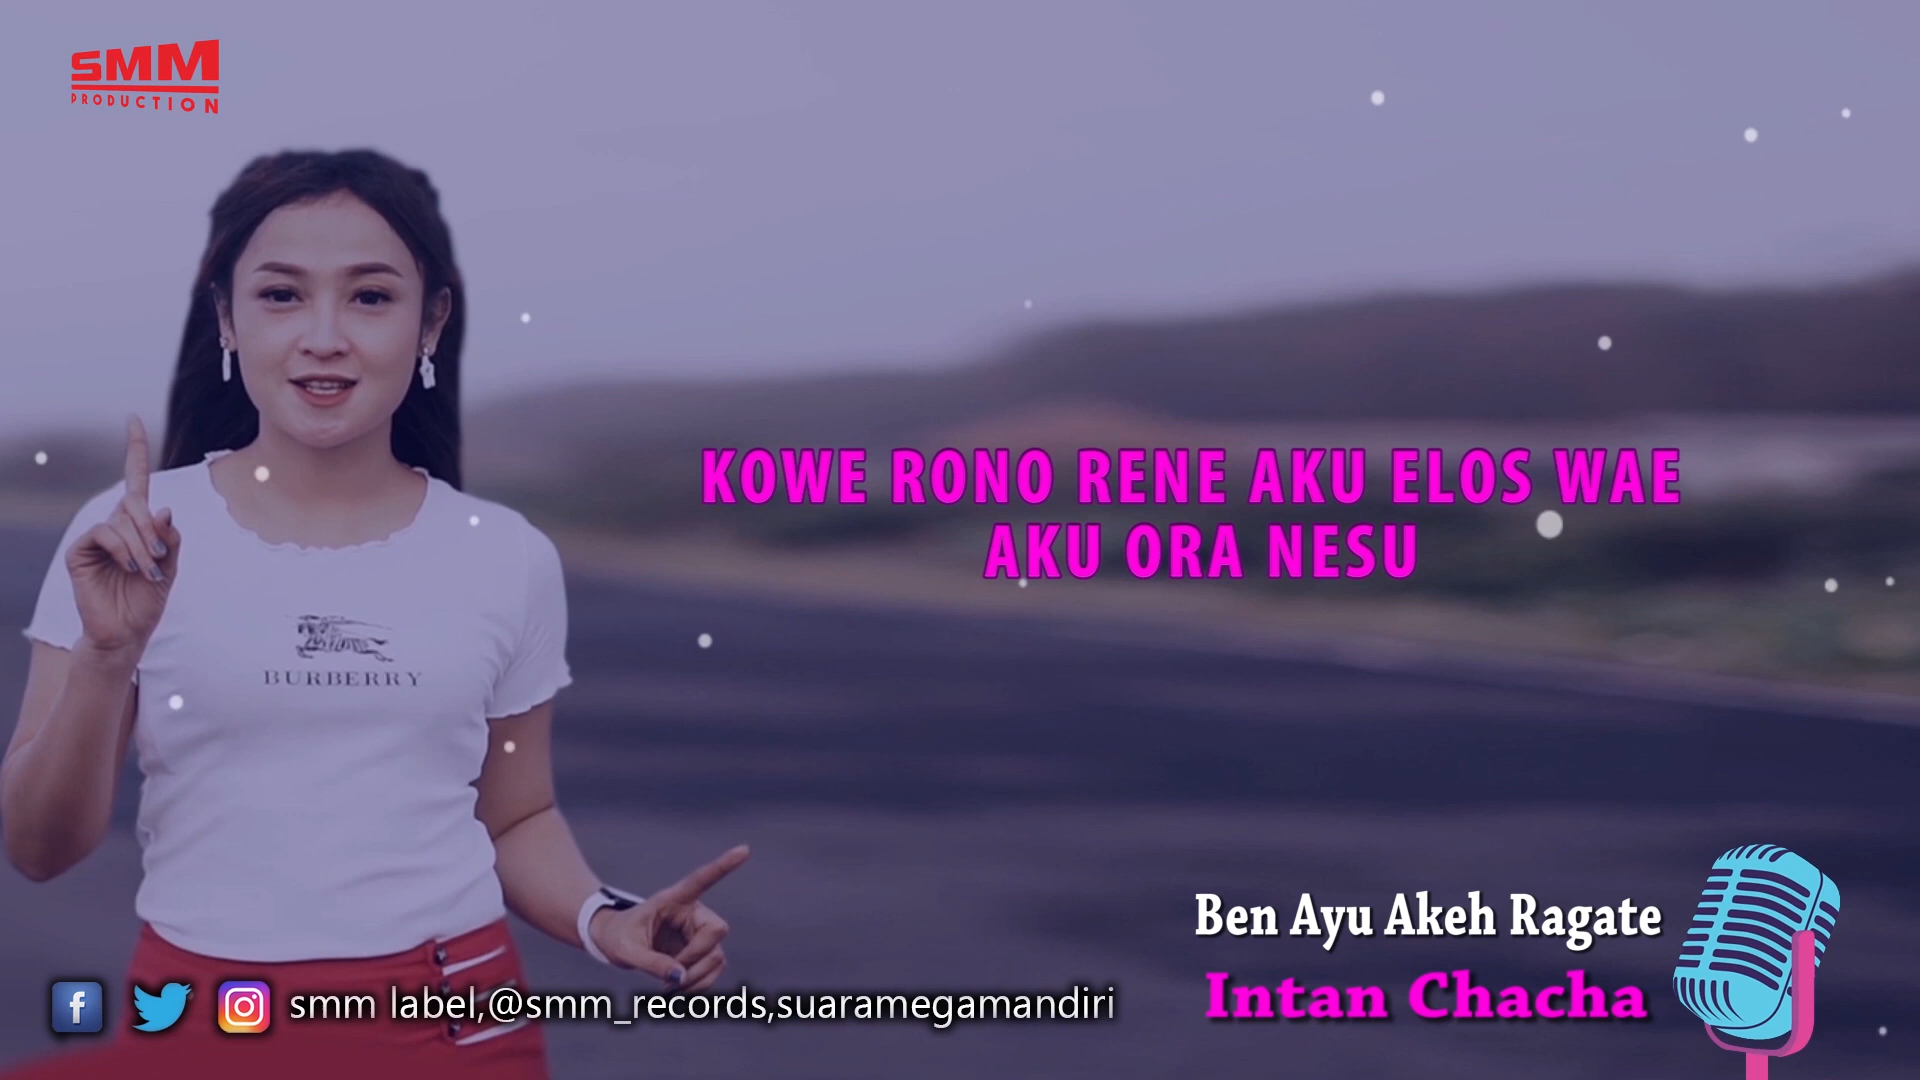 SMM
PRODUCTION
KOWE RONO RENE AKU ELOS WAE
AKU ORA NESU
BURBERRY
Ben Ayu Akeh Ragate
Intan Chacha
smm label,@smm_records,suaramegamandiri